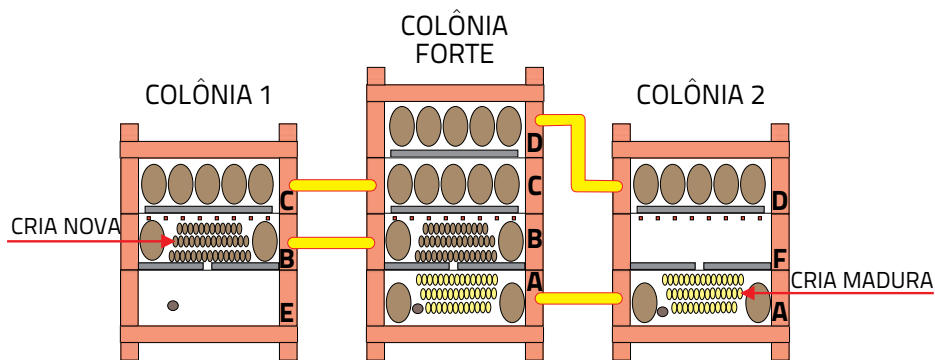 COLÔNIA
FORTE
COLÔNIA 1
COLÔNIA 2
D
C
C
D
CRIA NOVA
B
B
F
A
CRIA MADURA
E
A